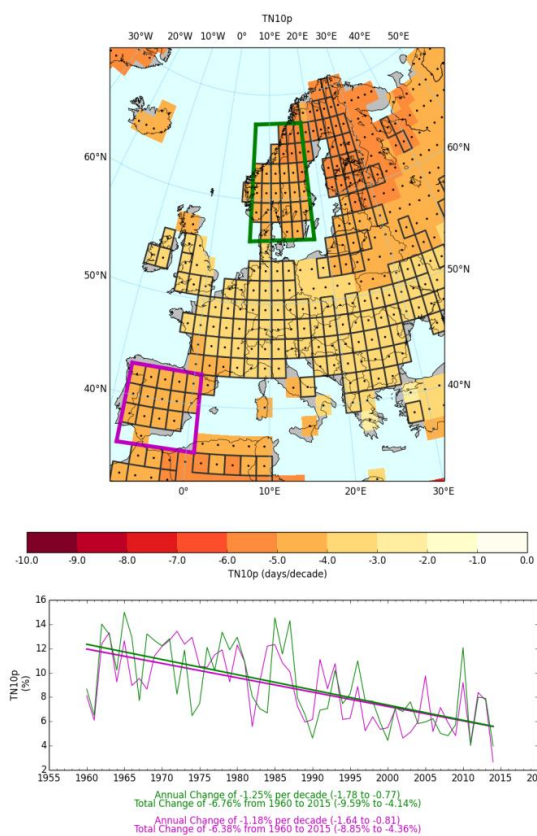 TN10p
30°W 20°W 10°W 0° 10°E 20°E 30°E 40°E 50°E
60°N 60°N
50°N 50°N
40°N 40°N
0° 10°E 20°E 30°E
-10.0 -9.0 -8.0 -7.0 -6.0 -5.0 -4.0 -3.0 -2.0 -1.0 0.0
TN10p (days/decade)
16
14
12
10
8
6
4
2
TN10p
(%)
1955 1960 1965 1970 1975 1980 1985 1990 1995 2000 2005 2010 201
Annual Change of -1.25% per decade (-1.78 to -0.77)
Total Change of -6.76% from 1960 to 2015 (-9.59% to -4.14%)
Annual Change of -1.18% per decade (-1.64 to -0.81)
Total Change of -6.38% from 1960 to 2015 (-8.85% to -4.36%)